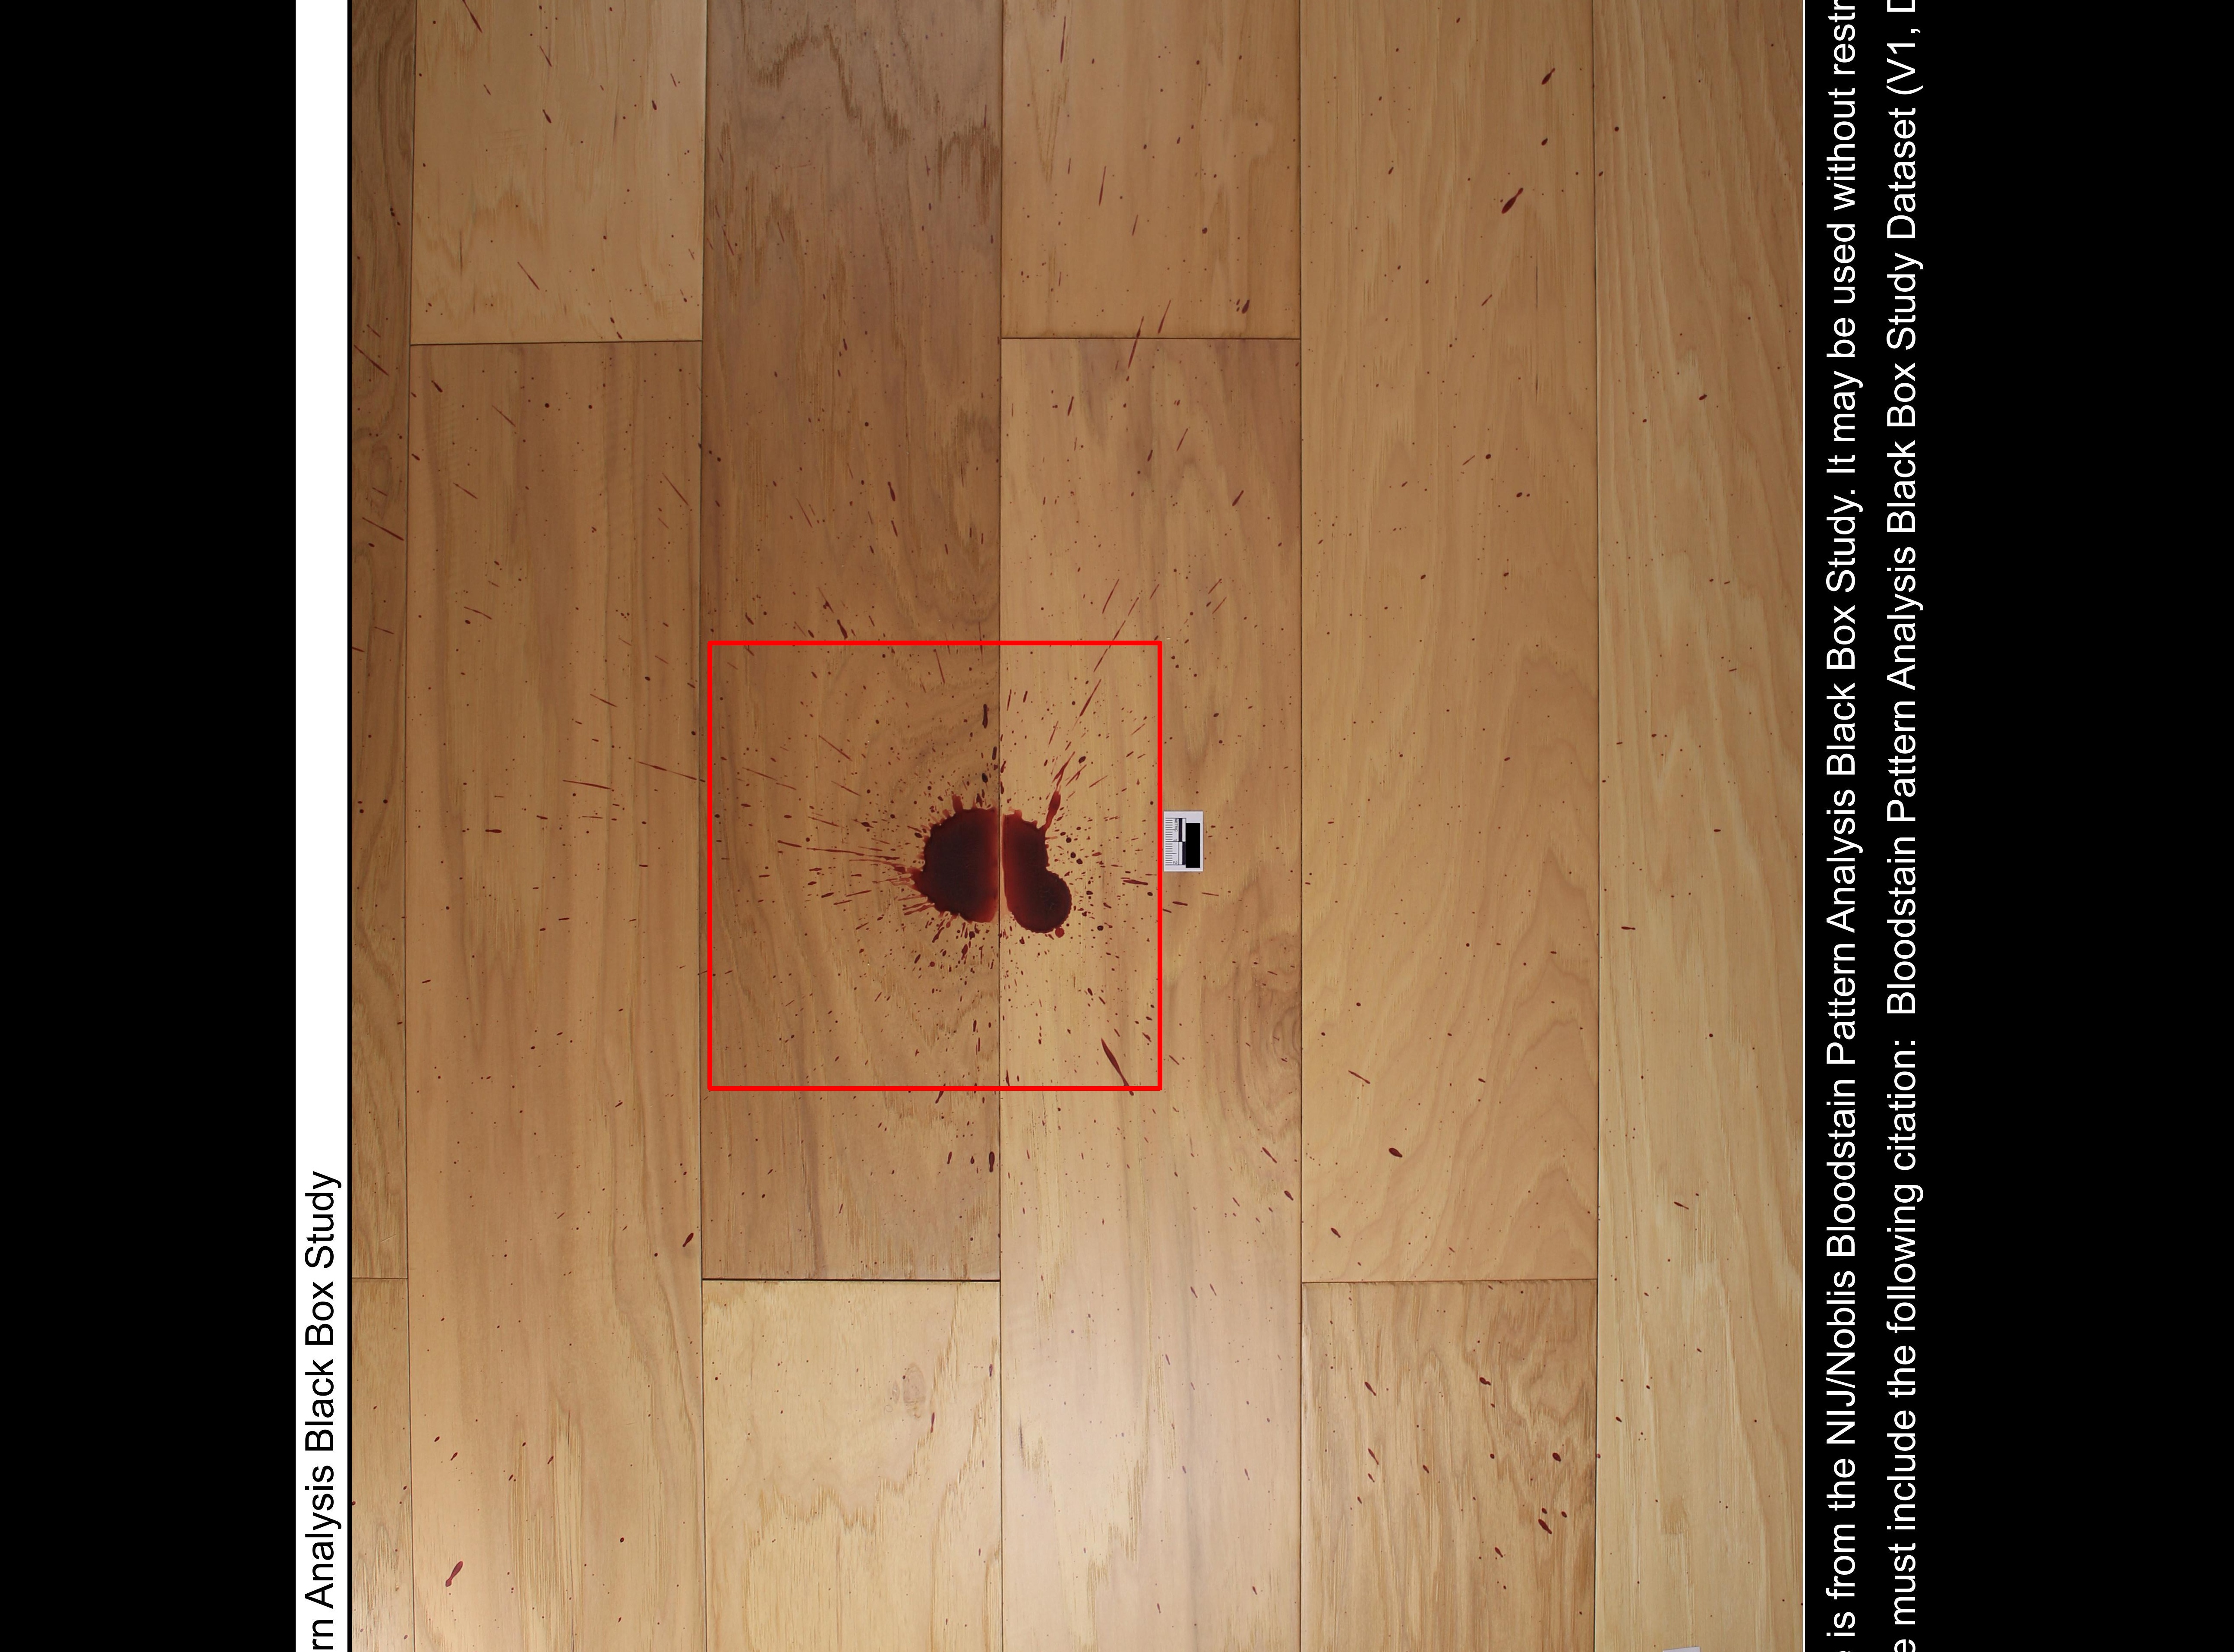 rn Analysis Black Box Study
is from the NIJ/Noblis Bloodstain Pattern Analysis Black Box Study. It may be used without restr
must include the following citation: Bloodstain Pattern Analysis Black Box Study Dataset (V1, D